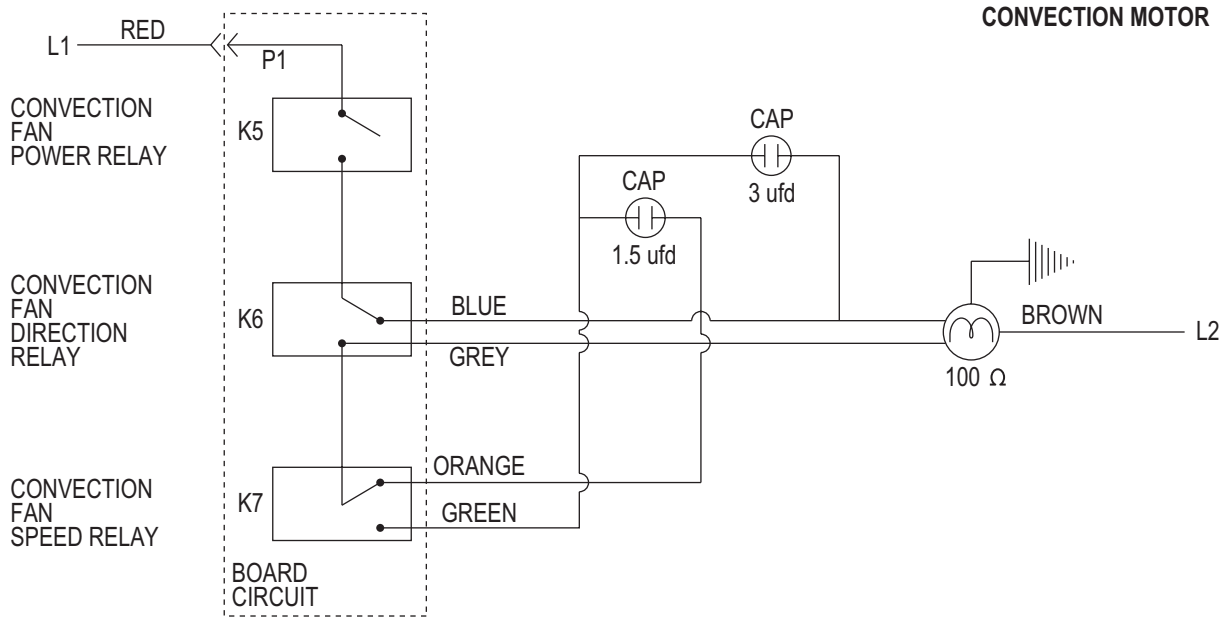 CONVECTION MOTOR
L1
RED
P1
CONVECTION
FAN
POWER RELAY
K5
CAP
3 ufd
CAP
1.5 ufd
CONVECTION
FAN
DIRECTION
RELAY
K6
BLUE
GREY
BROWN
L2
100 Ω
CONVECTION
FAN
SPEED RELAY
K7
ORANGE
GREEN
BOARD
CIRCUIT